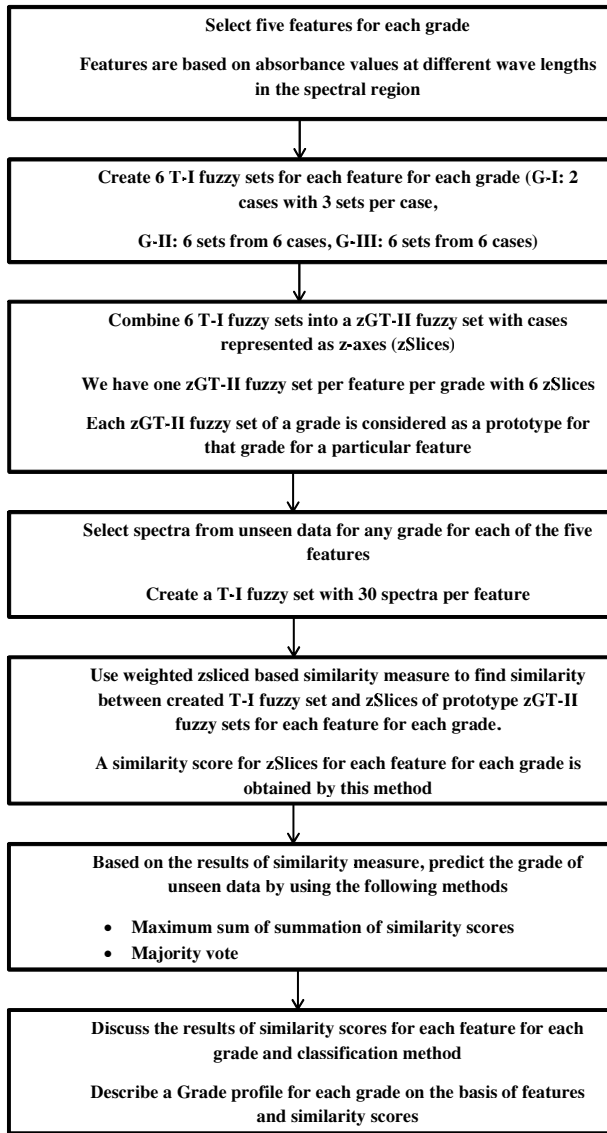 Select five features for each grade
Features are based on absorbance values at different wave lengths
in the spectral region
Create 6 T-I fuzzy sets for each feature for each grade (G-I: 2
cases with 3 sets per case,
G-II: 6 sets from 6 cases, G-III: 6 sets from 6 cases)
Combine 6 T-I fuzzy sets into a zGT-II fuzzy set with cases
represented as z-axes (zSlices)
We have one zGT-II fuzzy set per feature per grade with 6 zSlices
Each zGT-II fuzzy set of a grade is considered as a prototype for
that grade for a particular feature
Select spectra from unseen data for any grade for each of the five
features
Create a T-I fuzzy set with 30 spectra per feature
Use weighted zsliced based similarity measure to find similarity
between created T-I fuzzy set and zSlices of prototype zGT-II
fuzzy sets for each feature for each grade.
A similarity score for zSlices for each feature for each grade is
obtained by this method
Based on the results of similarity measure, predict the grade of
unseen data by using the following methods
• Maximum sum of summation of similarity scores
• Majority vote
Discuss the results of similarity scores for each feature for each
grade and classification method
Describe a Grade profile for each grade on the basis of features
and similarity scores